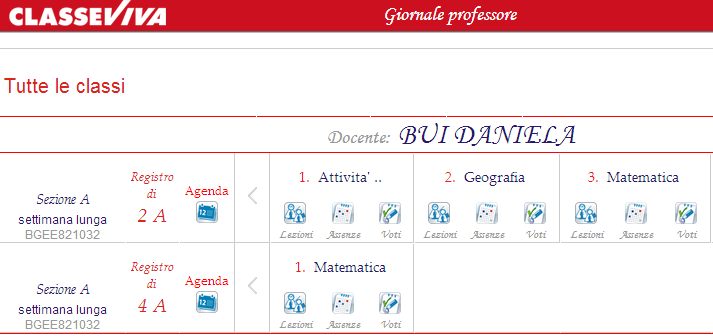 CLASSEVIVA
Giornale professore
Tutte le classi
Docente: BUI DANIELA
Sezione A
settimana lunga
BGEE821032
Registro
di
2 A
Agenda
12
1. Attivita' ..
Lezioni Assenze Voti
2. Geografia
Lezioni Assenze Voti
3. Matematica
Lezioni Assenze Voti
Sezione A
settimana lunga
BGEE821032
Registro
di
4 A
Agenda
12
1. Matematica
Lezioni Assenze Voti